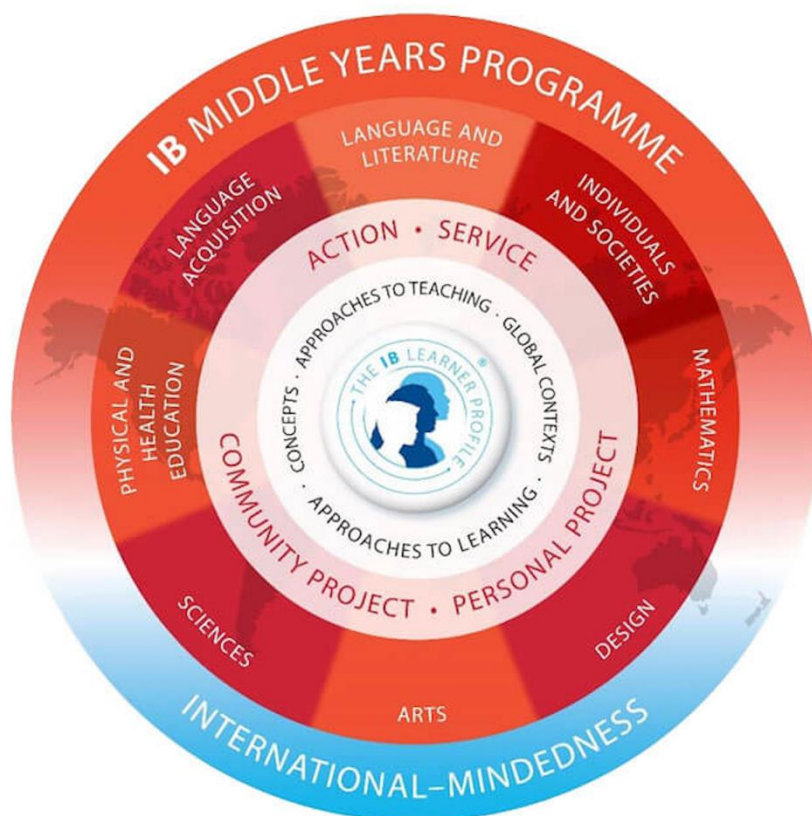 IB MIDDLE YEARS PROGRAMME
LANGUAGE AND
LITERATURE
INDIVIDUALS
AND SOCIETIES
MATHEMATICS
DESIGN
ARTS
SCIENCES
PHYSICAL AND
HEALTH
EDUCATION
LANGUAGE
ACQUISITION
ACTION • SERVICE
PERSONAL PROJECT
• COMMUNITY PROJECT
APPROACHES TO TEACHING · GLOBAL CONTEXTS
· APPROACHES TO LEARNING ·
CONCEPTS ·
THE IB LEARNER PROFILE ®
INTERNATIONAL–MINDEDNESS